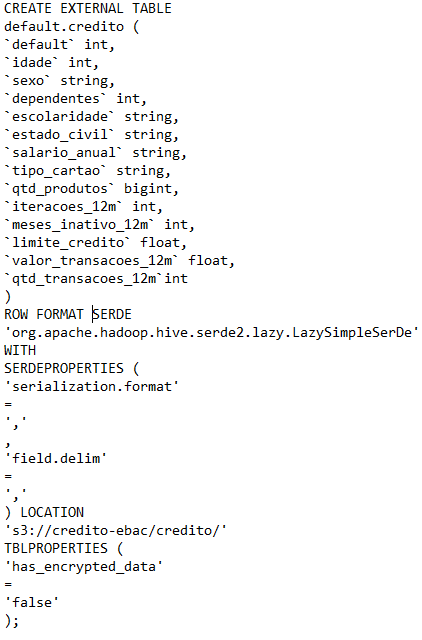 CREATE EXTERNAL TABLE
default.credito (
`default` int,
`idade` int,
`sexo` string,
`dependentes` int,
`escolaridade` string,
`estado_civil` string,
`salario_anual` string,
`tipo_cartao` string,
`qtd_produtos` bigint,
`iteracoes_12m` int,
`meses_inativo_12m` int,
`limite_credito` float,
`valor_transacoes_12m` float,
`qtd_transacoes_12m`int
)
ROW FORMAT SERDE
'org.apache.hadoop.hive.serde2.lazy.LazySimpleSerDe'
WITH
SERDEPROPERTIES (
'serialization.format'
=
','
,
'field.delim'
=
','
) LOCATION
's3://credito-ebac/credito/'
TBLPROPERTIES (
'has_encrypted_data'
=
'false'
);